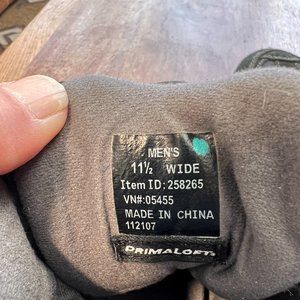 MEN'S
11½ WIDE
Item ID: 258265
VN#: 05455
MADE IN CHINA
112107
PRIMALOFT